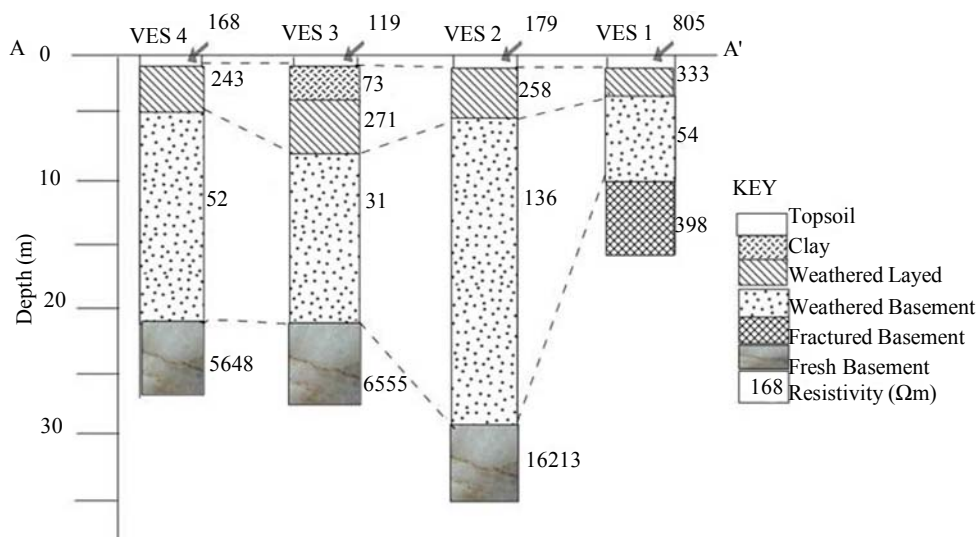 168 119 179 805
A VES 4 VES 3 VES 2 VES 1 A'
0
243 73 258 333
271 54
10
52 31 136 398
20
5648 6555
30
16213
Depth (m)
KEY
Topsoil
Clay
Weathered Layed
Weathered Basement
Fractured Basement
Fresh Basement
168 Resistivity (Ωm)